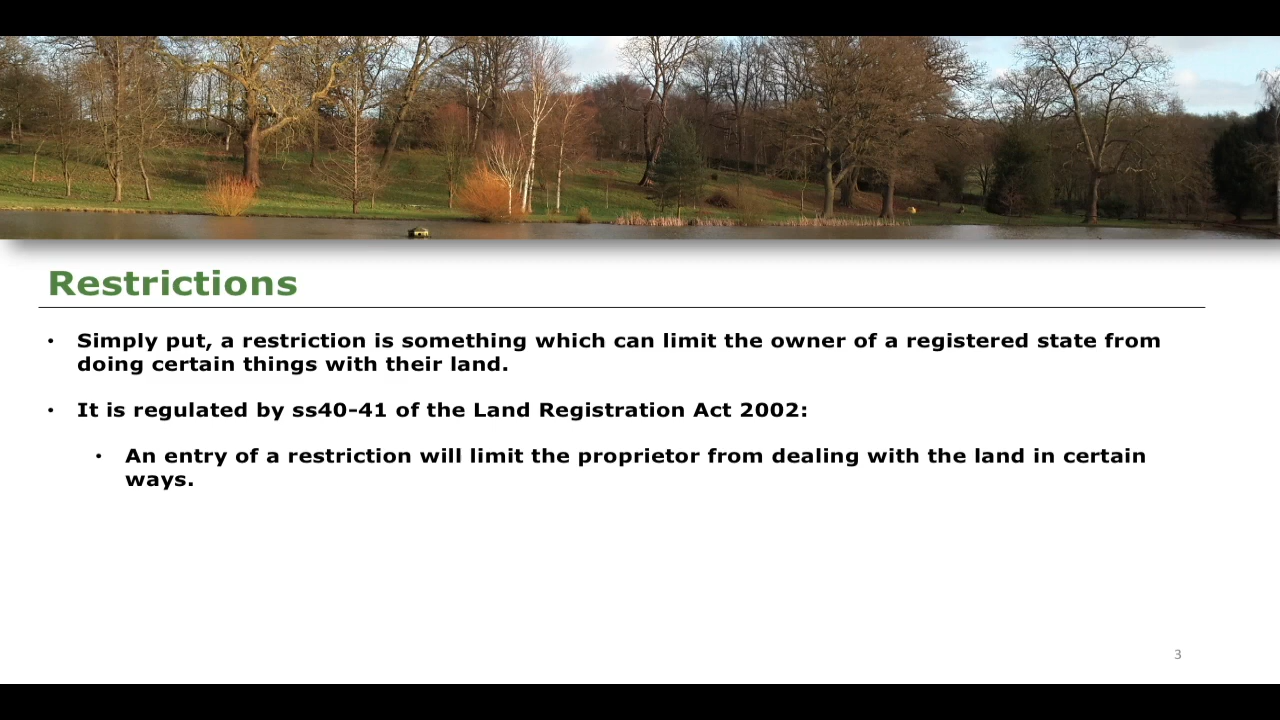 Restrictions
• Simply put, a restriction is something which can limit the owner of a registered state from
doing certain things with their land.
• It is regulated by ss40-41 of the Land Registration Act 2002:
• An entry of a restriction will limit the proprietor from dealing with the land in certain
ways.
3